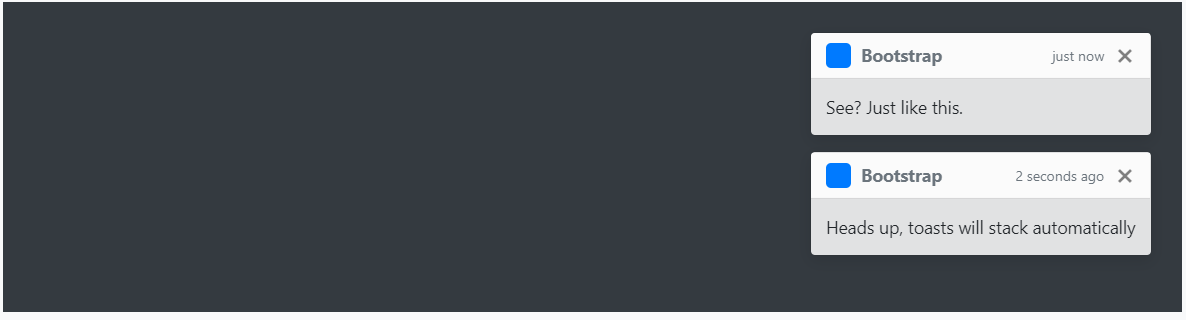 Bootstrap just now ×
See? Just like this.
Bootstrap 2 seconds ago ×
Heads up, toasts will stack automatically